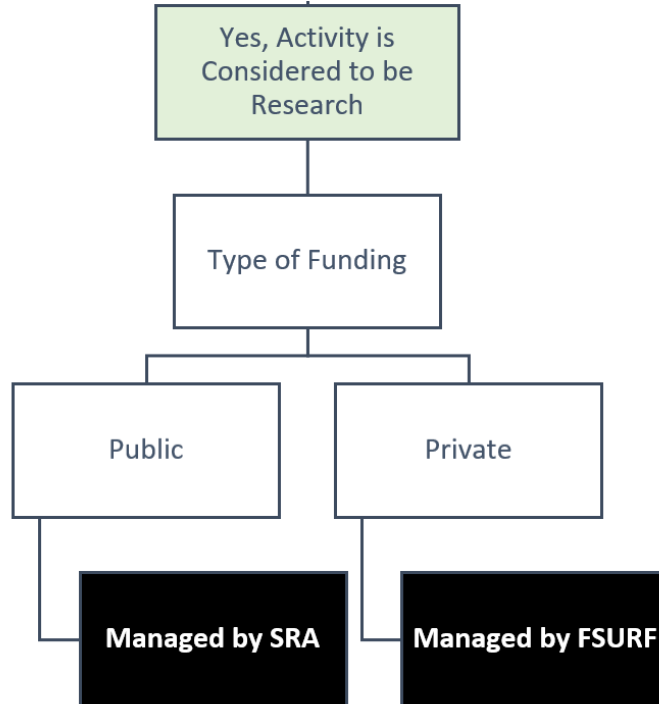 Yes, Activity is
Considered to be
Research
Type of Funding
Public
Private
Managed by SRA
Managed by FSURF